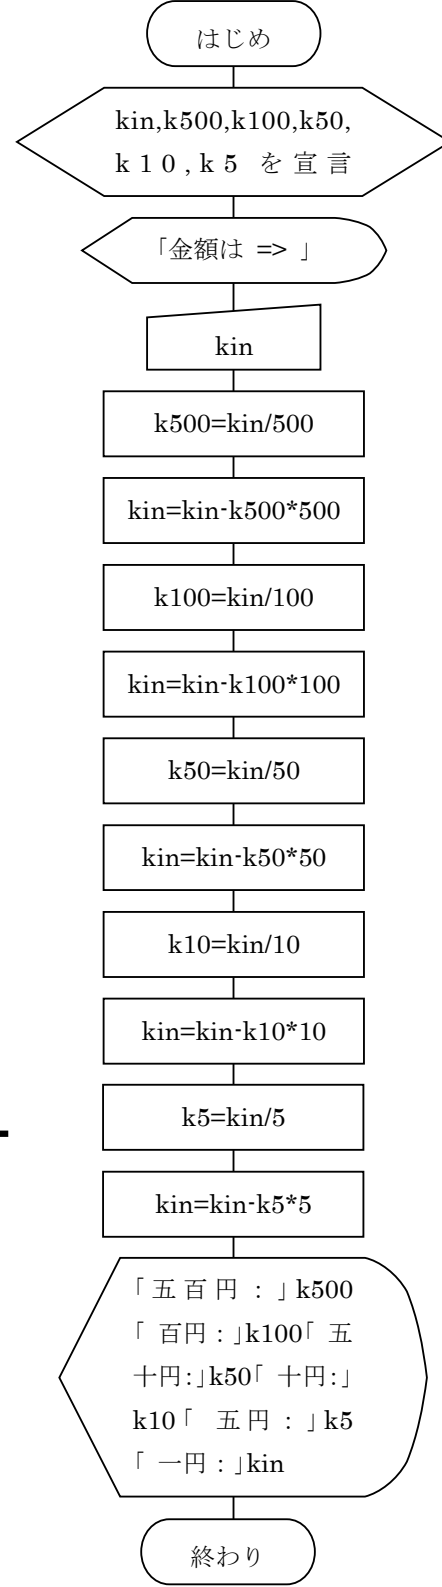 はじめ
kin,k500,k100,k50,
k10,k5 を宣言
「金額は => 」
kin
k500=kin/500
kin=kin-k500*500
k100=kin/100
kin=kin-k100*100
k50=kin/50
kin=kin-k50*50
k10=kin/10
kin=kin-k10*10
k5=kin/5
kin=kin-k5*5
「五百円：」k500
「 百円：」k100「 五
十円:」k50「 十円:」
k10「 五円：」k5
「 一円：」kin
終わり